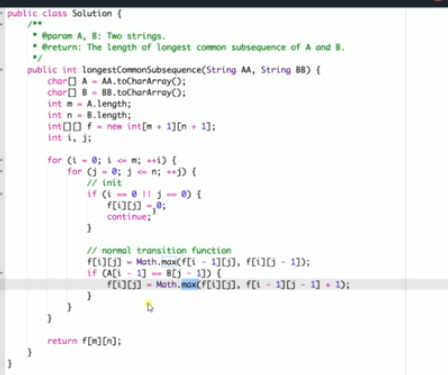 public class Solution {
/**
* @param A, B: Two strings.
* @return: The length of longest common subsequence of A and B.
*/
public int longestCommonSubsequence(String AA, String BB) {
char[] A = AA.toCharArray();
char[] B = BB.toCharArray();
int m = A.length;
int n = B.length;
int[][] f = new int[m + 1][n + 1];
int i, j;
for (i = 0; i <= m; ++i) {
for (j = 0; j <= n; ++j) {
// init
if (i == 0 || j == 0) {
f[i][j] = 0;
continue;
}
// normal transition function
f[i][j] = Math.max(f[i - 1][j], f[i][j - 1]);
if (A[i - 1] == B[j - 1]) {
f[i][j] = Math.max(f[i][j], f[i - 1][j - 1] + 1);
}
}
}
return f[m][n];
}
}